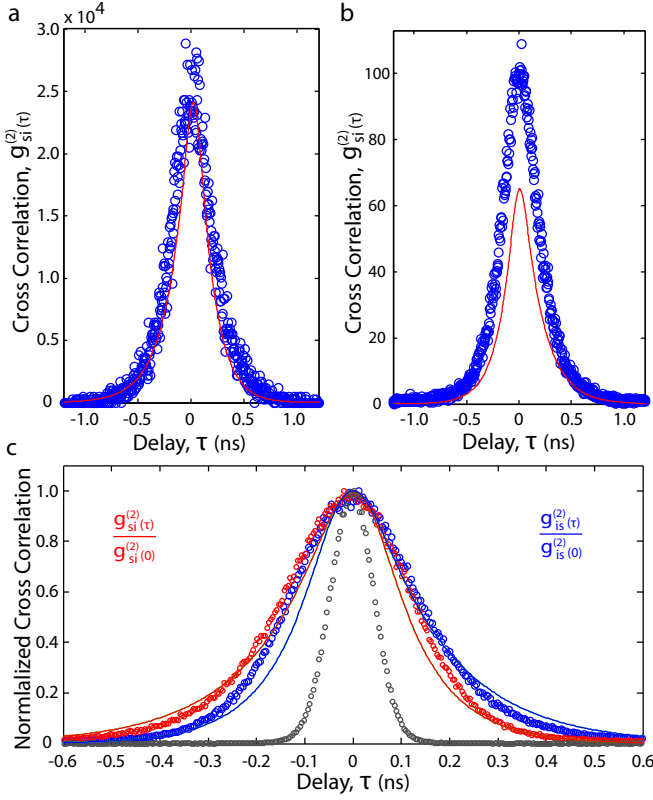 a
3.0 x 10⁴
2.5
2.0
1.5
1.0
0.5
0
Cross Correlation, g(2)si(τ)
-1.0 -0.5 0 0.5 1.0
Delay, τ (ns)
b
100
80
60
40
20
0
Cross Correlation, g(2)si(τ)
-1.0 -0.5 0 0.5 1.0
Delay, τ (ns)
c
1.0
0.8
0.6
0.4
0.2
0
Normlalized Cross Correlation
g(2)si(τ)
g(2)si(0)
g(2)is(τ)
g(2)is(0)
-0.6 -0.5 -0.4 -0.3 -0.2 -0.1 0 0.1 0.2 0.3 0.4 0.5 0.6
Delay, τ (ns)